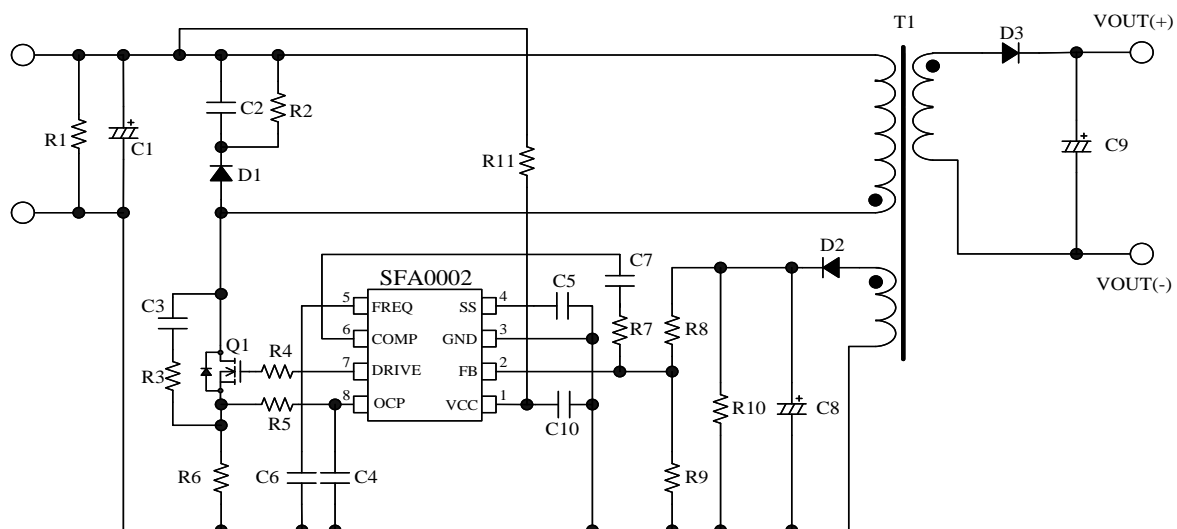 T1
D3
VOUT(+)
R1
C1
C2
R2
D1
R11
C9
VOUT(-)
D2
SFA0002
C7
C3
5
FREQ
SS
4
C5
R7
R8
6
COMP
GND
3
Q1
R4
7
DRIVE
FB
2
R3
R5
8
OCP
VCC
1
C10
R10
C8
R6
C6
C4
R9